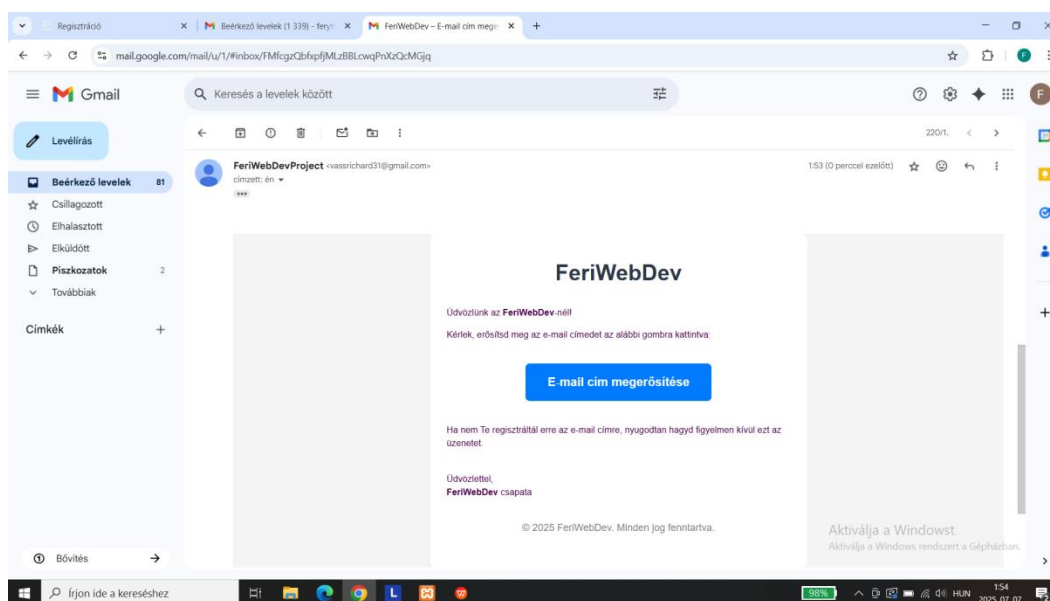 Regisztráció
Beérkező levelek (1 339) - feryt
FeriWebDev – E-mail cím mege
mail.google.com/mail/u/1/#inbox/FMfcgzQbfxpfjMLzBBLcwqPnXzQcMGjq
F
Gmail
Keresés a levelek között
F
Levélírás
220/1.
Beérkező levelek 81
Csillagozott
Elhalasztott
Elküldött
Piszkozatok 2
Továbbiak
Címkék
FeriWebDevProject <vassrichard31@gmail.com>
1:53 (0 perccel ezelőtt)
címzett: én
FeriWebDev
Üdvözlünk az FeriWebDev-nél!
Kérlek, erősítsd meg az e-mail címedet az alábbi gombra kattintva:
E-mail cím megerősítése
Ha nem Te regisztráltál erre az e-mail címre, nyugodtan hagyd figyelmen kívül ezt az
üzenetet.
Üdvözlettel,
FeriWebDev csapata
© 2025 FeriWebDev. Minden jog fenntartva.
Aktiválja a Windowst
Aktiválja a Windows rendszert a Gépházban.
Bővítés
Írjon ide a kereséshez
L
98%
HUN
1:54
2025. 07. 07.